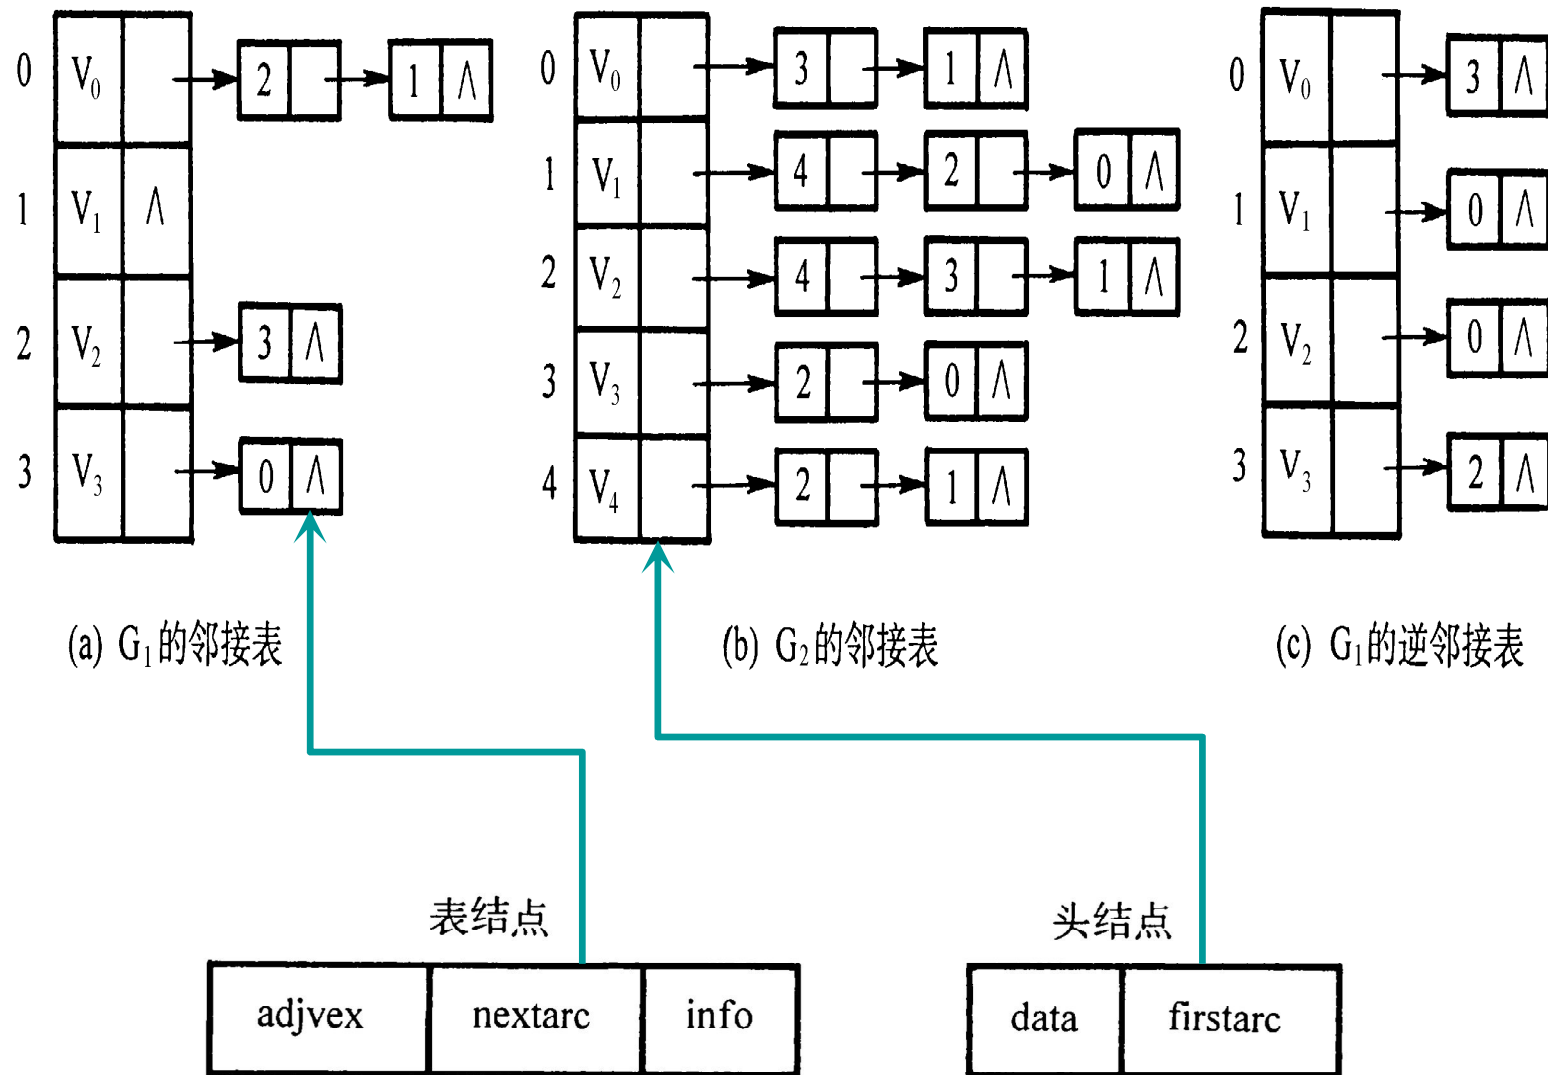 0 V0 2 1 ∧
1 V1 ∧
2 V2 3 ∧
3 V3 0 ∧
(a) G1的邻接表
0 V0 3 1 ∧
1 V1 4 2 0 ∧
2 V2 4 3 1 ∧
3 V3 2 0 ∧
4 V4 2 1 ∧
(b) G2的邻接表
0 V0 3 ∧
1 V1 0 ∧
2 V2 0 ∧
3 V3 2 ∧
(c) G1的逆邻接表
表结点
adjvex nextarc info
头结点
data firstarc